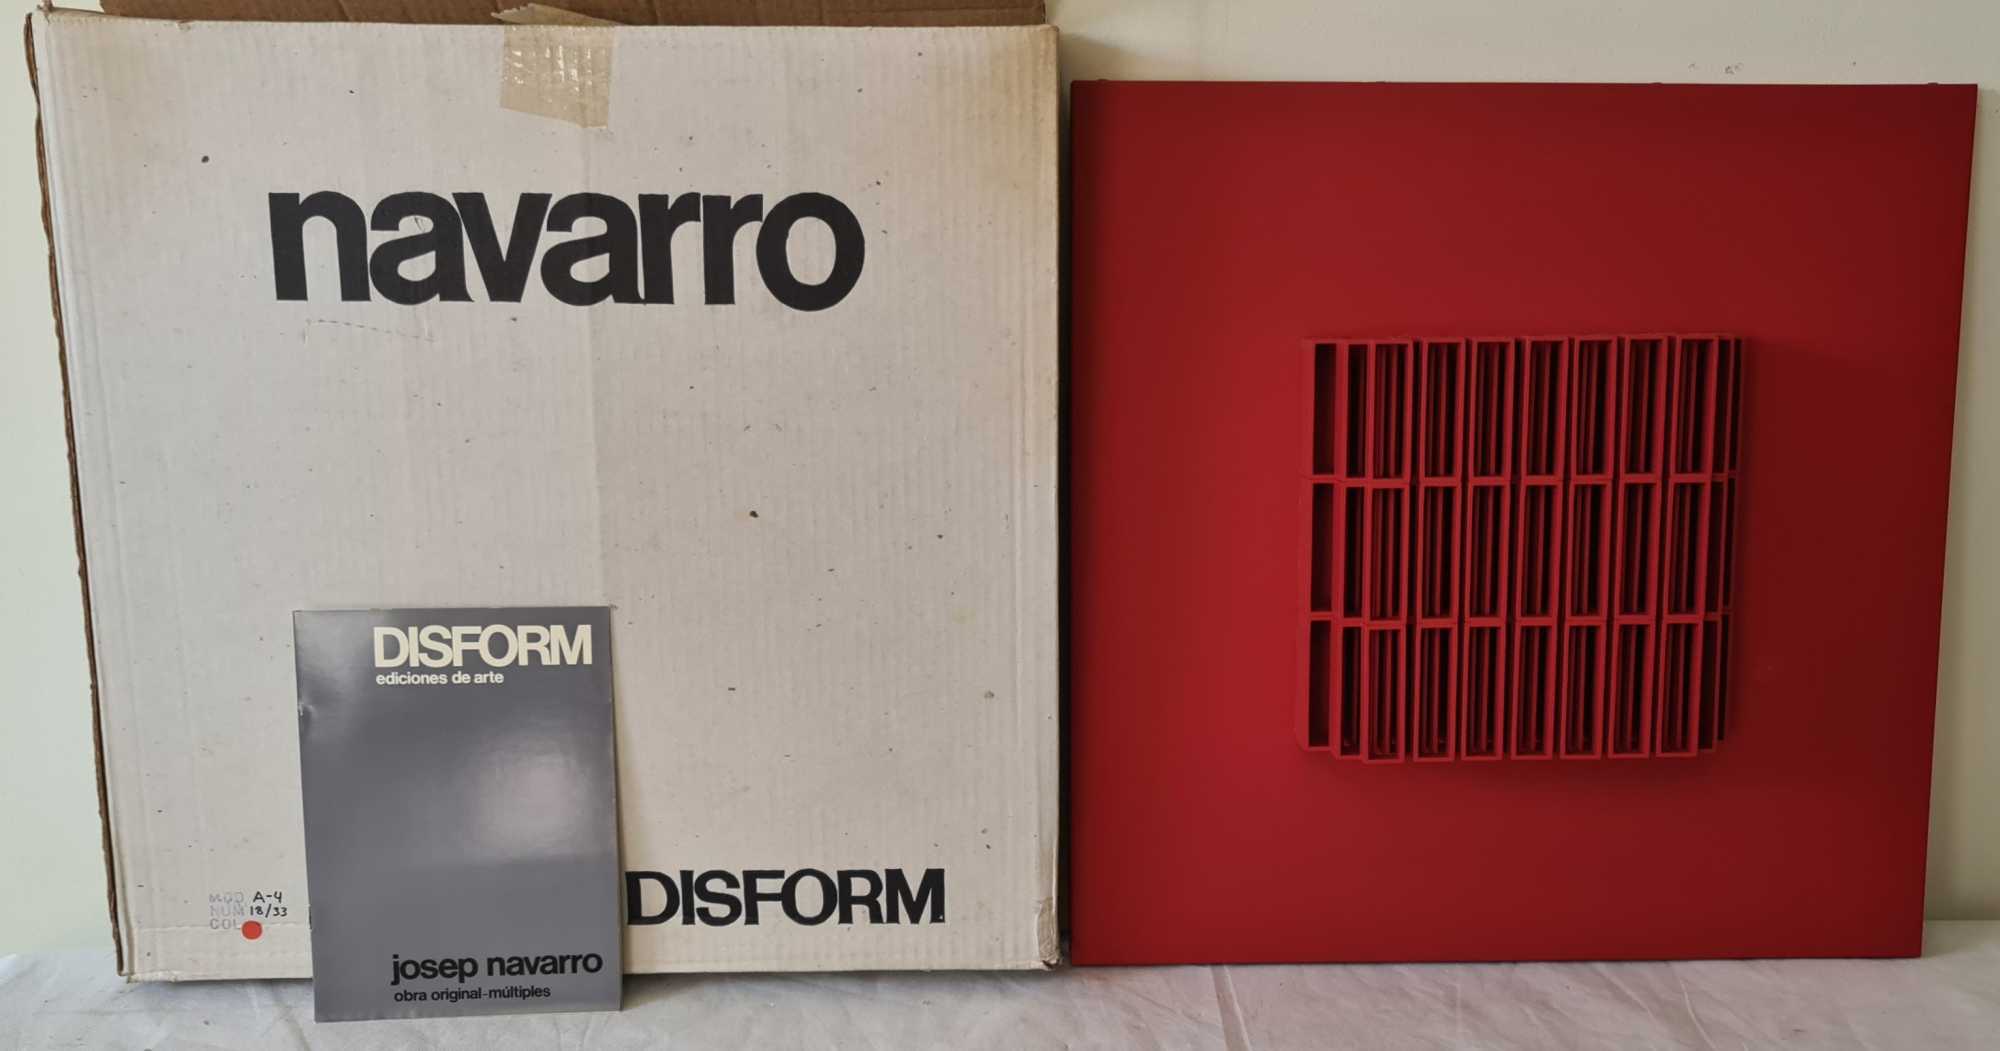 navarro
MOD. A-4
NUM 18/33
COL.
DISFORM
DISFORM
ediciones de arte
josep navarro
obra original-múltiples